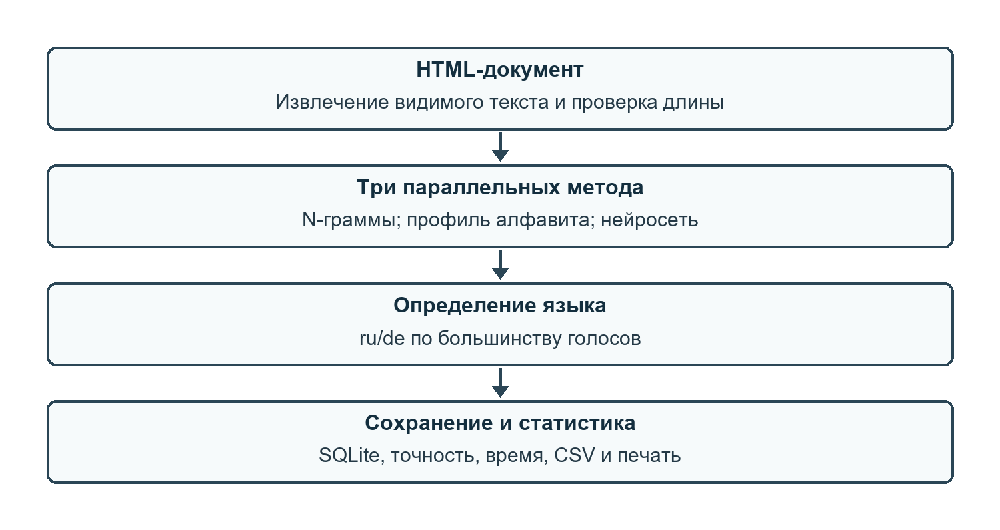 HTML-документ
Извлечение видимого текста и проверка длины
Три параллельных метода
N-граммы; профиль алфавита; нейросеть
Определение языка
ru/de по большинству голосов
Сохранение и статистика
SQLite, точность, время, CSV и печать